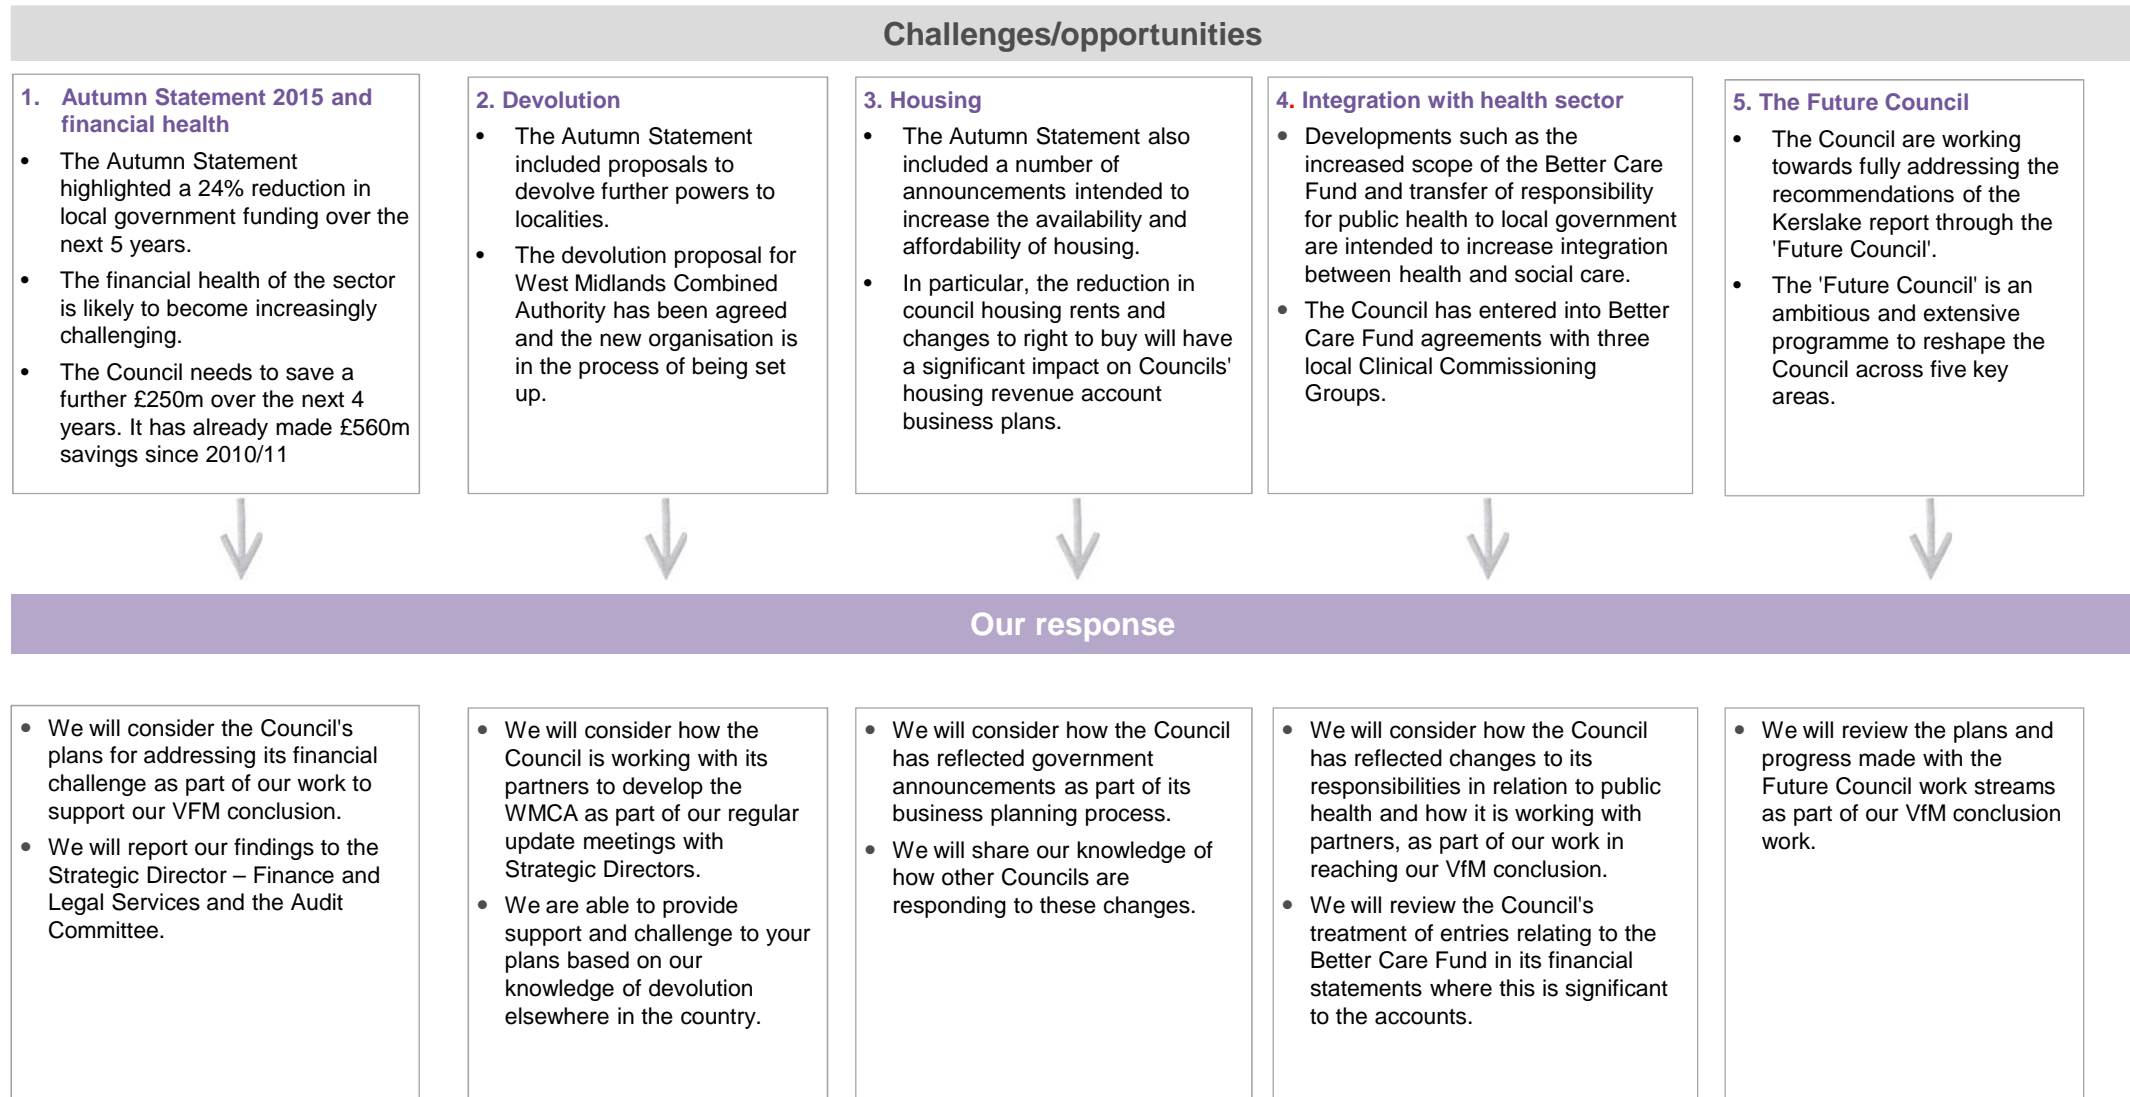 Challenges/opportunities
1. Autumn Statement 2015 and
financial health
• The Autumn Statement
highlighted a 24% reduction in
local government funding over the
next 5 years.
• The financial health of the sector
is likely to become increasingly
challenging.
• The Council needs to save a
further £250m over the next 4
years. It has already made £560m
savings since 2010/11
2. Devolution
• The Autumn Statement
included proposals to
devolve further powers to
localities.
• The devolution proposal for
West Midlands Combined
Authority has been agreed
and the new organisation is
in the process of being set
up.
3. Housing
• The Autumn Statement also
included a number of
announcements intended to
increase the availability and
affordability of housing.
• In particular, the reduction in
council housing rents and
changes to right to buy will have
a significant impact on Councils'
housing revenue account
business plans.
4. Integration with health sector
• Developments such as the
increased scope of the Better Care
Fund and transfer of responsibility
for public health to local government
are intended to increase integration
between health and social care.
• The Council has entered into Better
Care Fund agreements with three
local Clinical Commissioning
Groups.
5. The Future Council
• The Council are working
towards fully addressing the
recommendations of the
Kerslake report through the
'Future Council'.
• The 'Future Council' is an
ambitious and extensive
programme to reshape the
Council across five key
areas.
Our response
• We will consider the Council's
plans for addressing its financial
challenge as part of our work to
support our VFM conclusion.
• We will report our findings to the
Strategic Director – Finance and
Legal Services and the Audit
Committee.
• We will consider how the
Council is working with its
partners to develop the
WMCA as part of our regular
update meetings with
Strategic Directors.
• We are able to provide
support and challenge to your
plans based on our
knowledge of devolution
elsewhere in the country.
• We will consider how the Council
has reflected government
announcements as part of its
business planning process.
• We will share our knowledge of
how other Councils are
responding to these changes.
• We will consider how the Council
has reflected changes to its
responsibilities in relation to public
health and how it is working with
partners, as part of our work in
reaching our VfM conclusion.
• We will review the Council's
treatment of entries relating to the
Better Care Fund in its financial
statements where this is significant
to the accounts.
• We will review the plans and
progress made with the
Future Council work streams
as part of our VfM conclusion
work.